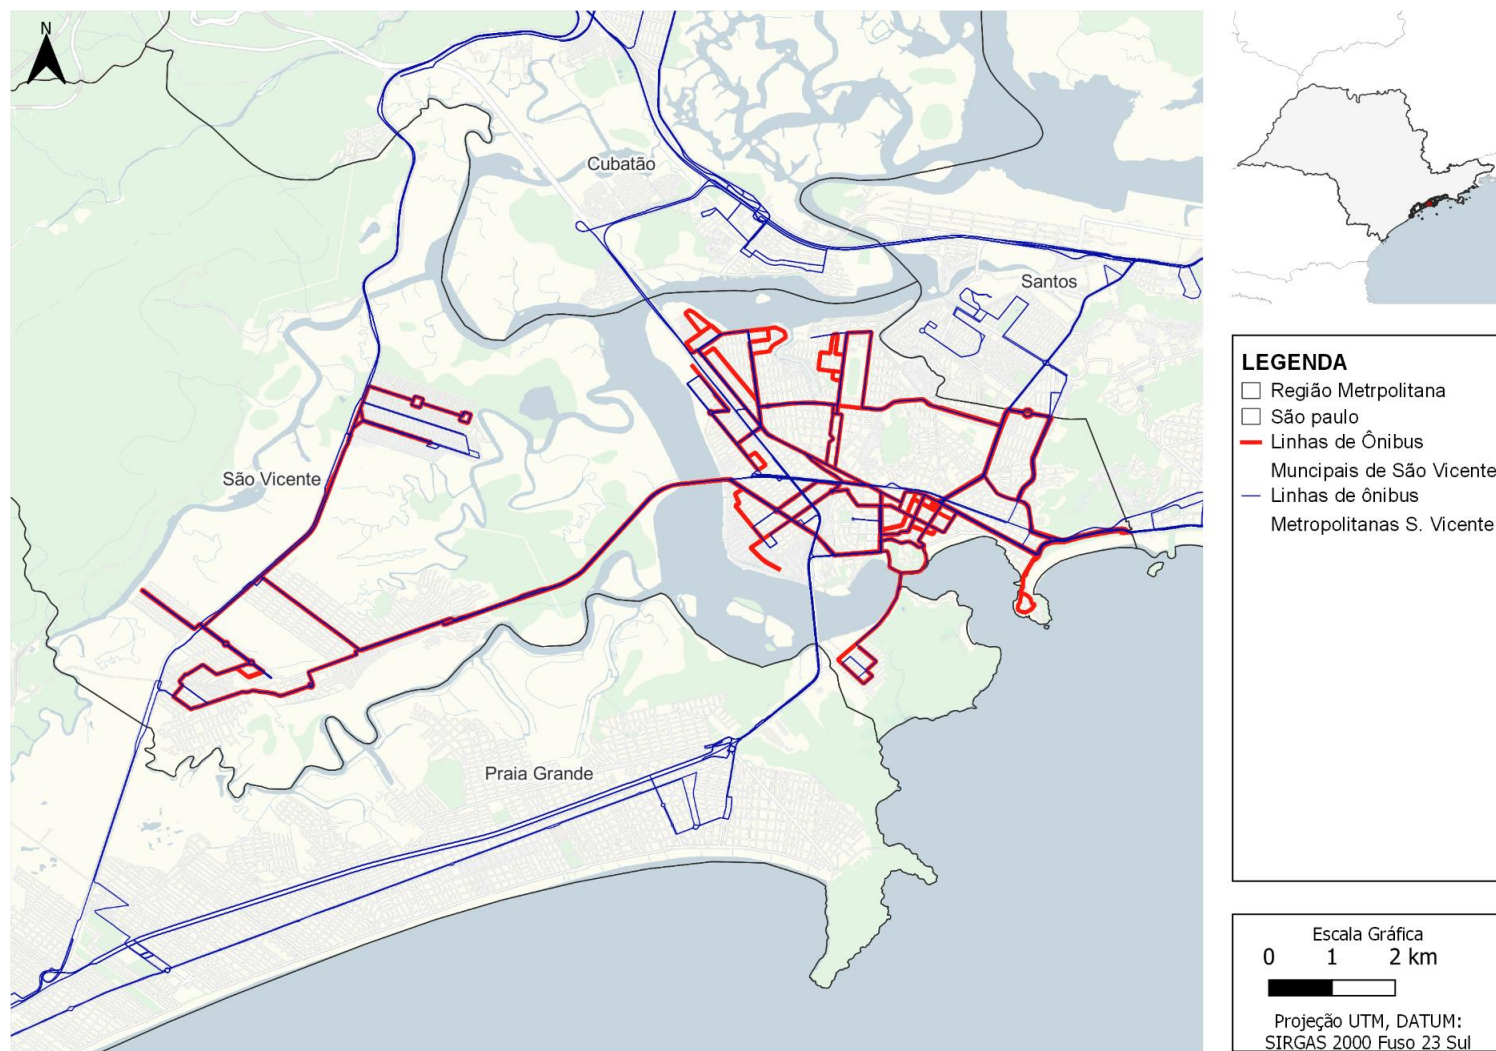 N
Cubatão
Santos
São Vicente
Praia Grande
LEGENDA
Região Metrpolitana
São paulo
Linhas de Ônibus
Muncipais de São Vicente
Linhas de ônibus
Metropolitanas S. Vicente
Escala Gráfica
0 1 2 km
Projeção UTM, DATUM:
SIRGAS 2000 Fuso 23 Sul